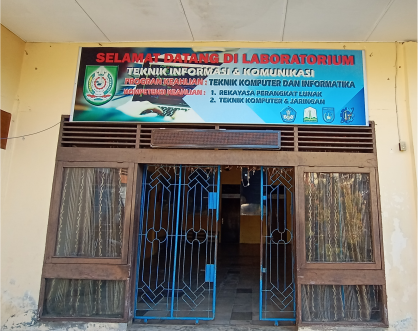 SELAMAT DATANG DI LABORATORIUM
TEKNIK INFORMASI & KOMUNIKASI
PROGRAM KEAHLIAN : TEKNIK KOMPUTER DAN INFORMATIKA
KOMPETENSI KEAHLIAN : 1. REKAYASA PERANGKAT LUNAK
2. TEKNIK KOMPUTER & JARINGAN